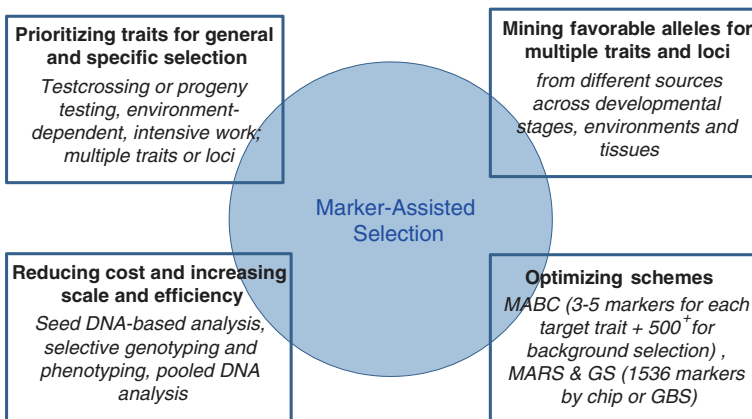 Prioritizing traits for general
and specific selection
Testcrossing or progeny
testing, environment-
dependent, intensive work;
multiple traits or loci
Mining favorable alleles for
multiple traits and loci
from different sources
across developmental
stages, environments and
tissues
Marker-Assisted
Selection
Reducing cost and increasing
scale and efficiency
Seed DNA-based analysis,
selective genotyping and
phenotyping, pooled DNA
analysis
Optimizing schemes
MABC (3-5 markers for each
target trait + 500⁺ for
background selection) ,
MARS & GS (1536 markers
by chip or GBS)